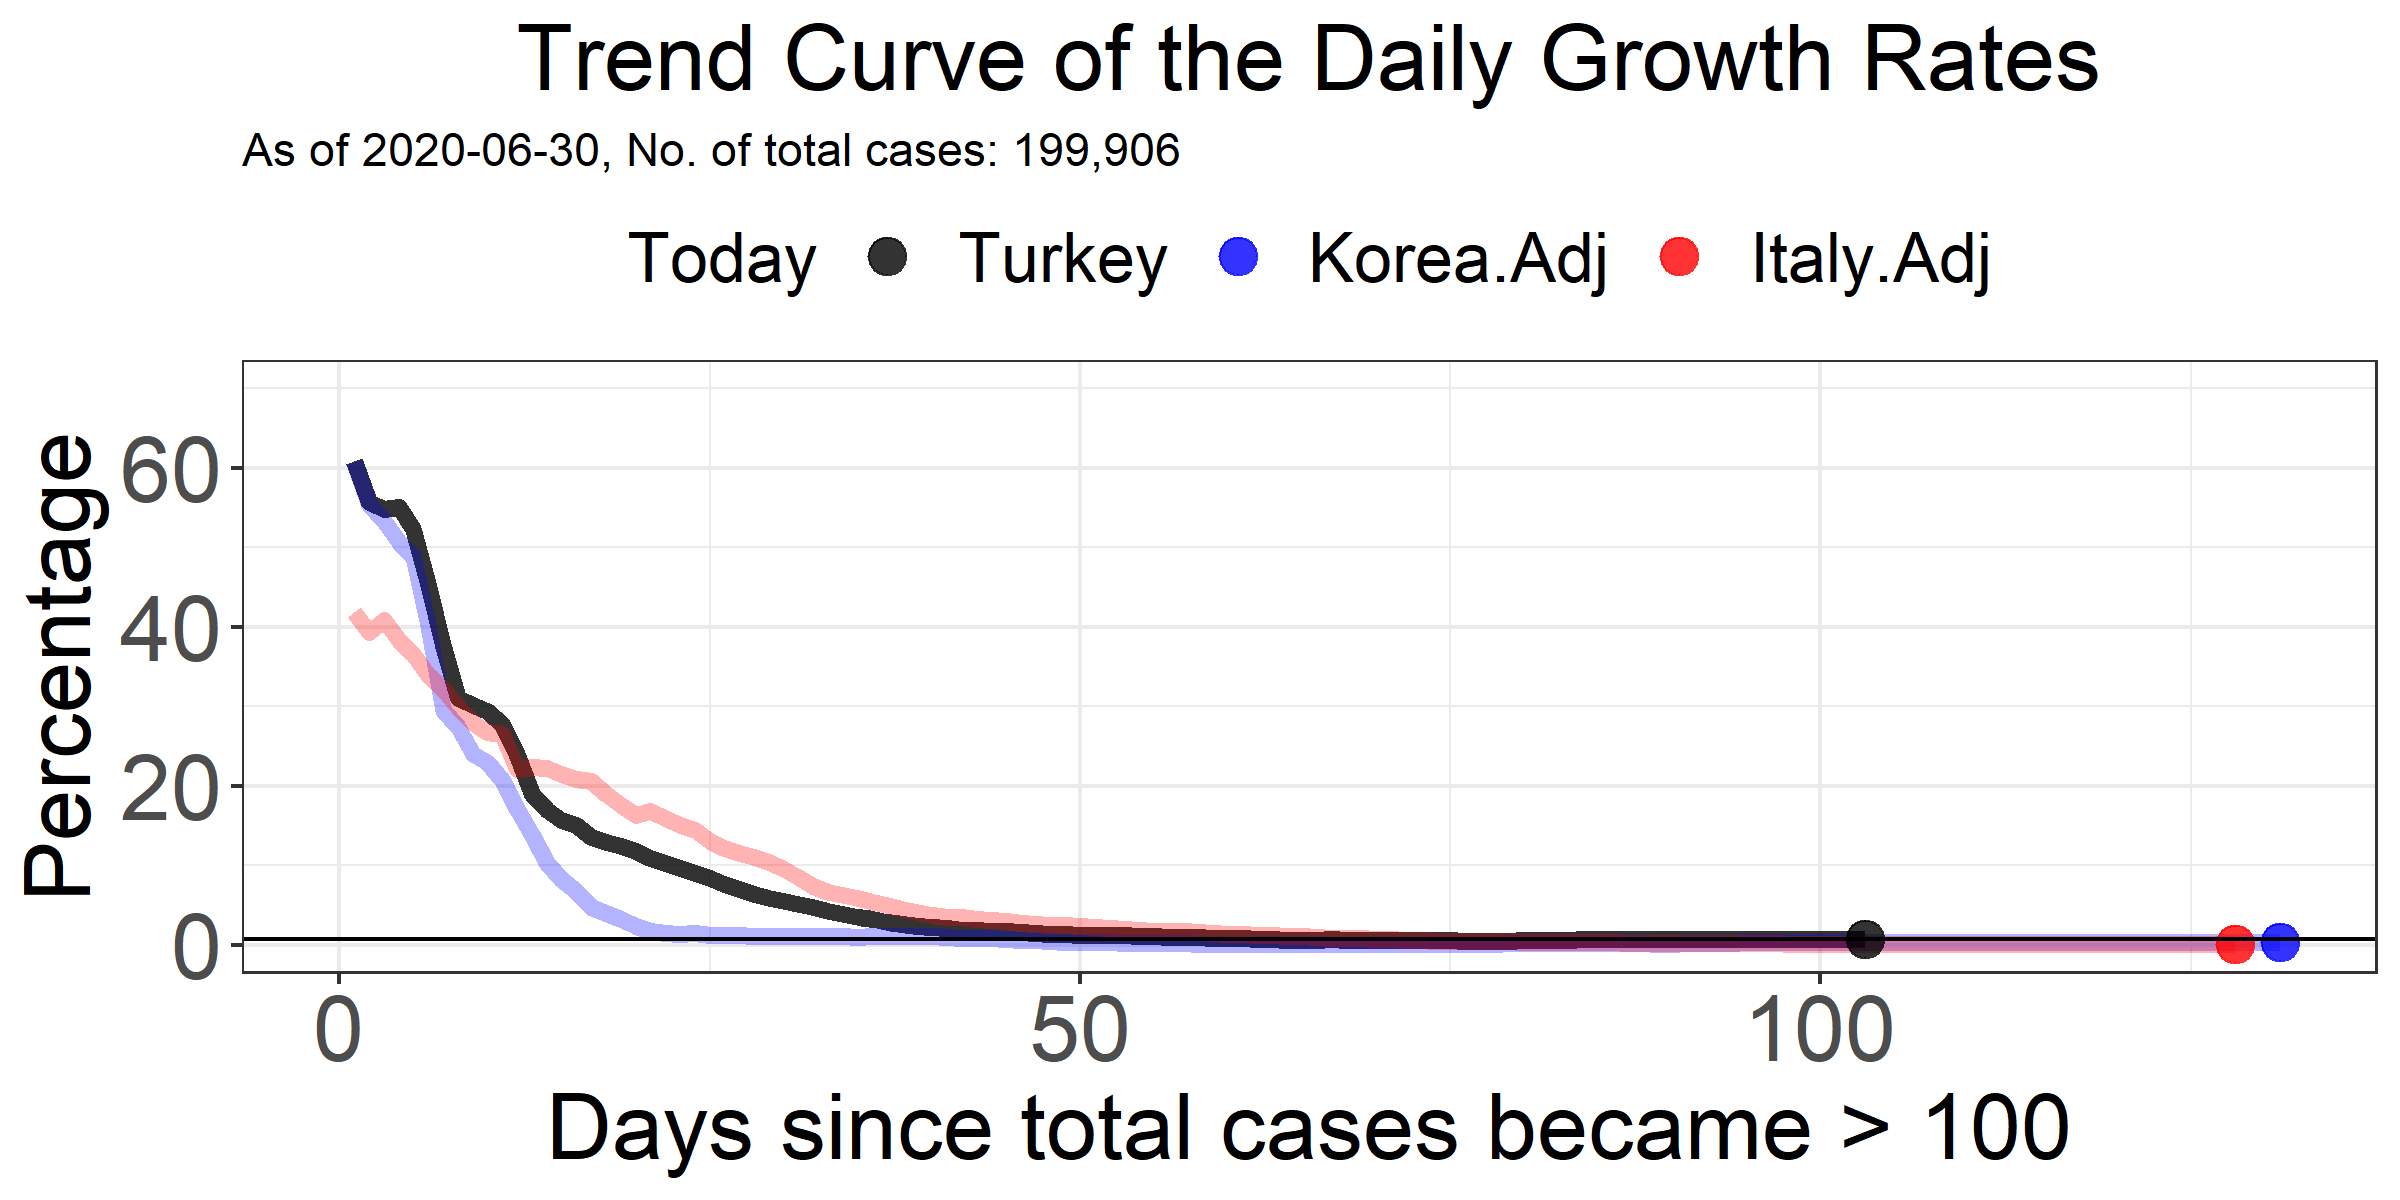 Trend Curve of the Daily Growth Rates
As of 2020-06-30, No. of total cases: 199,906
Today Turkey Korea.Adj Italy.Adj
Percentage
60
40
20
0
0 50 100
Days since total cases became > 100